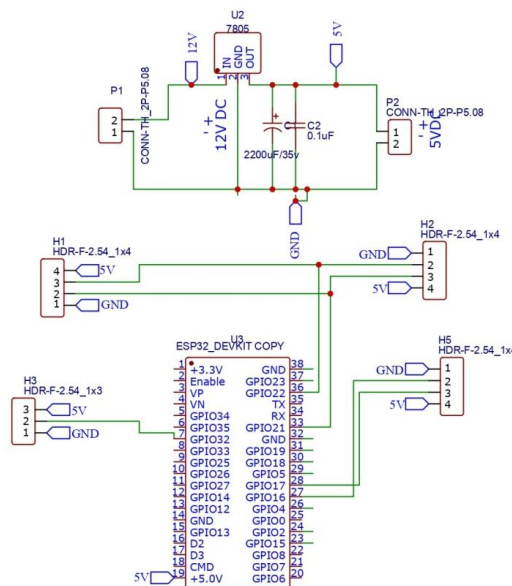 U2
7805
12V
5V
IN
GND
OUT
1
2
3
P1
CONN-TH_2P-P5.08
2
1
- +
12V DC
+
C2
0.1uF
2200uF/35v
P2
CONN-TH_2P-P5.08
1
2
- +
5VDC
GND
H1
HDR-F-2.54_1x4
4
3
2
1
5V
GND
H2
HDR-F-2.54_1x4
GND
5V
1
2
3
4
H3
HDR-F-2.54_1x3
3
2
1
5V
GND
H5
HDR-F-2.54_1x4
GND
5V
1
2
3
4
U3
ESP32_DEVKIT COPY
1 +3.3V GND 38
2 Enable GPIO23 37
3 VP GPIO22 36
4 VN TX 35
5 GPIO34 RX 34
6 GPIO35 GPIO21 33
7 GPIO32 GND 32
8 GPIO33 GPIO19 31
9 GPIO25 GPIO18 30
10 GPIO26 GPIO5 29
11 GPIO27 GPIO17 28
12 GPIO14 GPIO16 27
13 GPIO12 GPIO4 26
14 GND GPIO0 25
15 GPIO13 GPIO2 24
16 D2 GPIO15 23
17 D3 GPIO8 22
18 CMD GPIO7 21
5V 19 +5.0V GPIO6 20